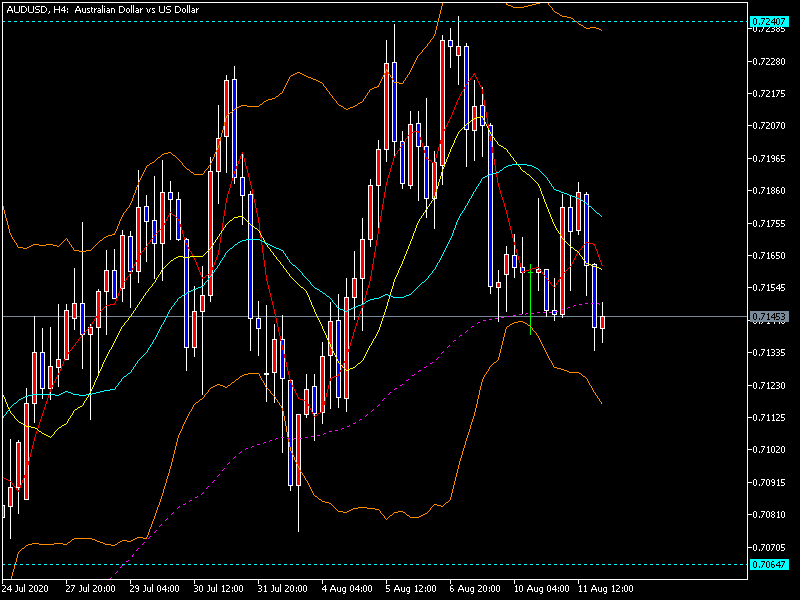 AUDUSD, H4:  Australian Dollar vs US Dollar
0.72407
0.72385
0.72280
0.72175
0.72070
0.71965
0.71860
0.71755
0.71650
0.71545
0.71453
0.71135
0.71230
0.71125
0.71020
0.70915
0.70810
0.70705
0.70647
24 Jul 2020
27 Jul 20:00
29 Jul 04:00
30 Jul 12:00
31 Jul 20:00
4 Aug 04:00
5 Aug 12:00
6 Aug 20:00
10 Aug 04:00
11 Aug 12:00